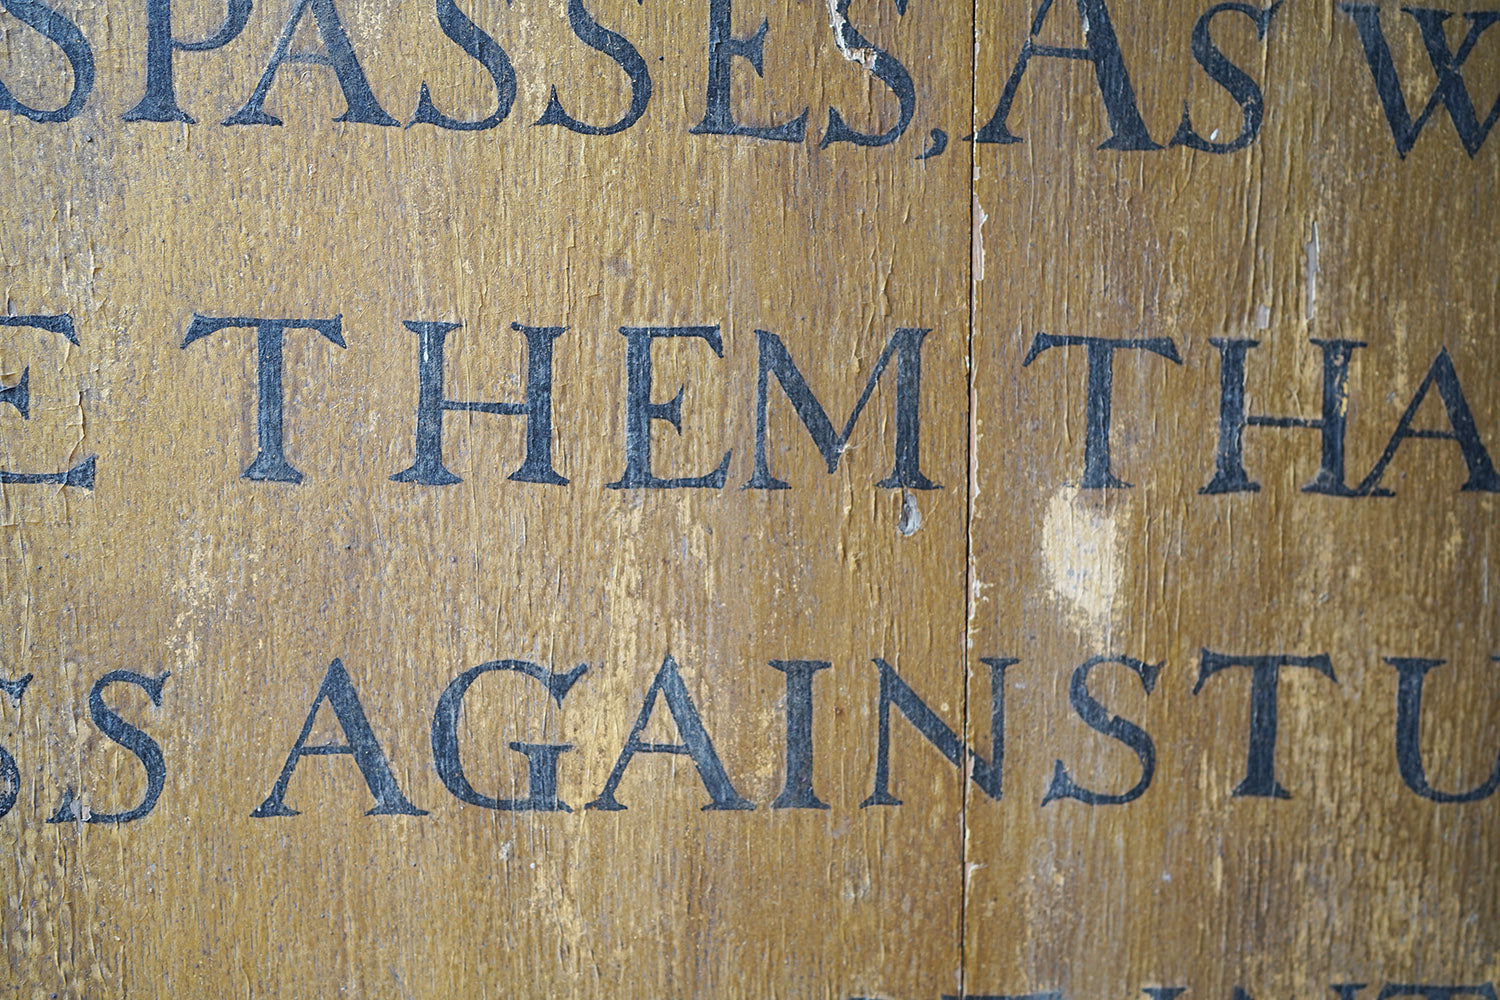 SPASSES, AS W
E THEM THA
SS AGAINST U